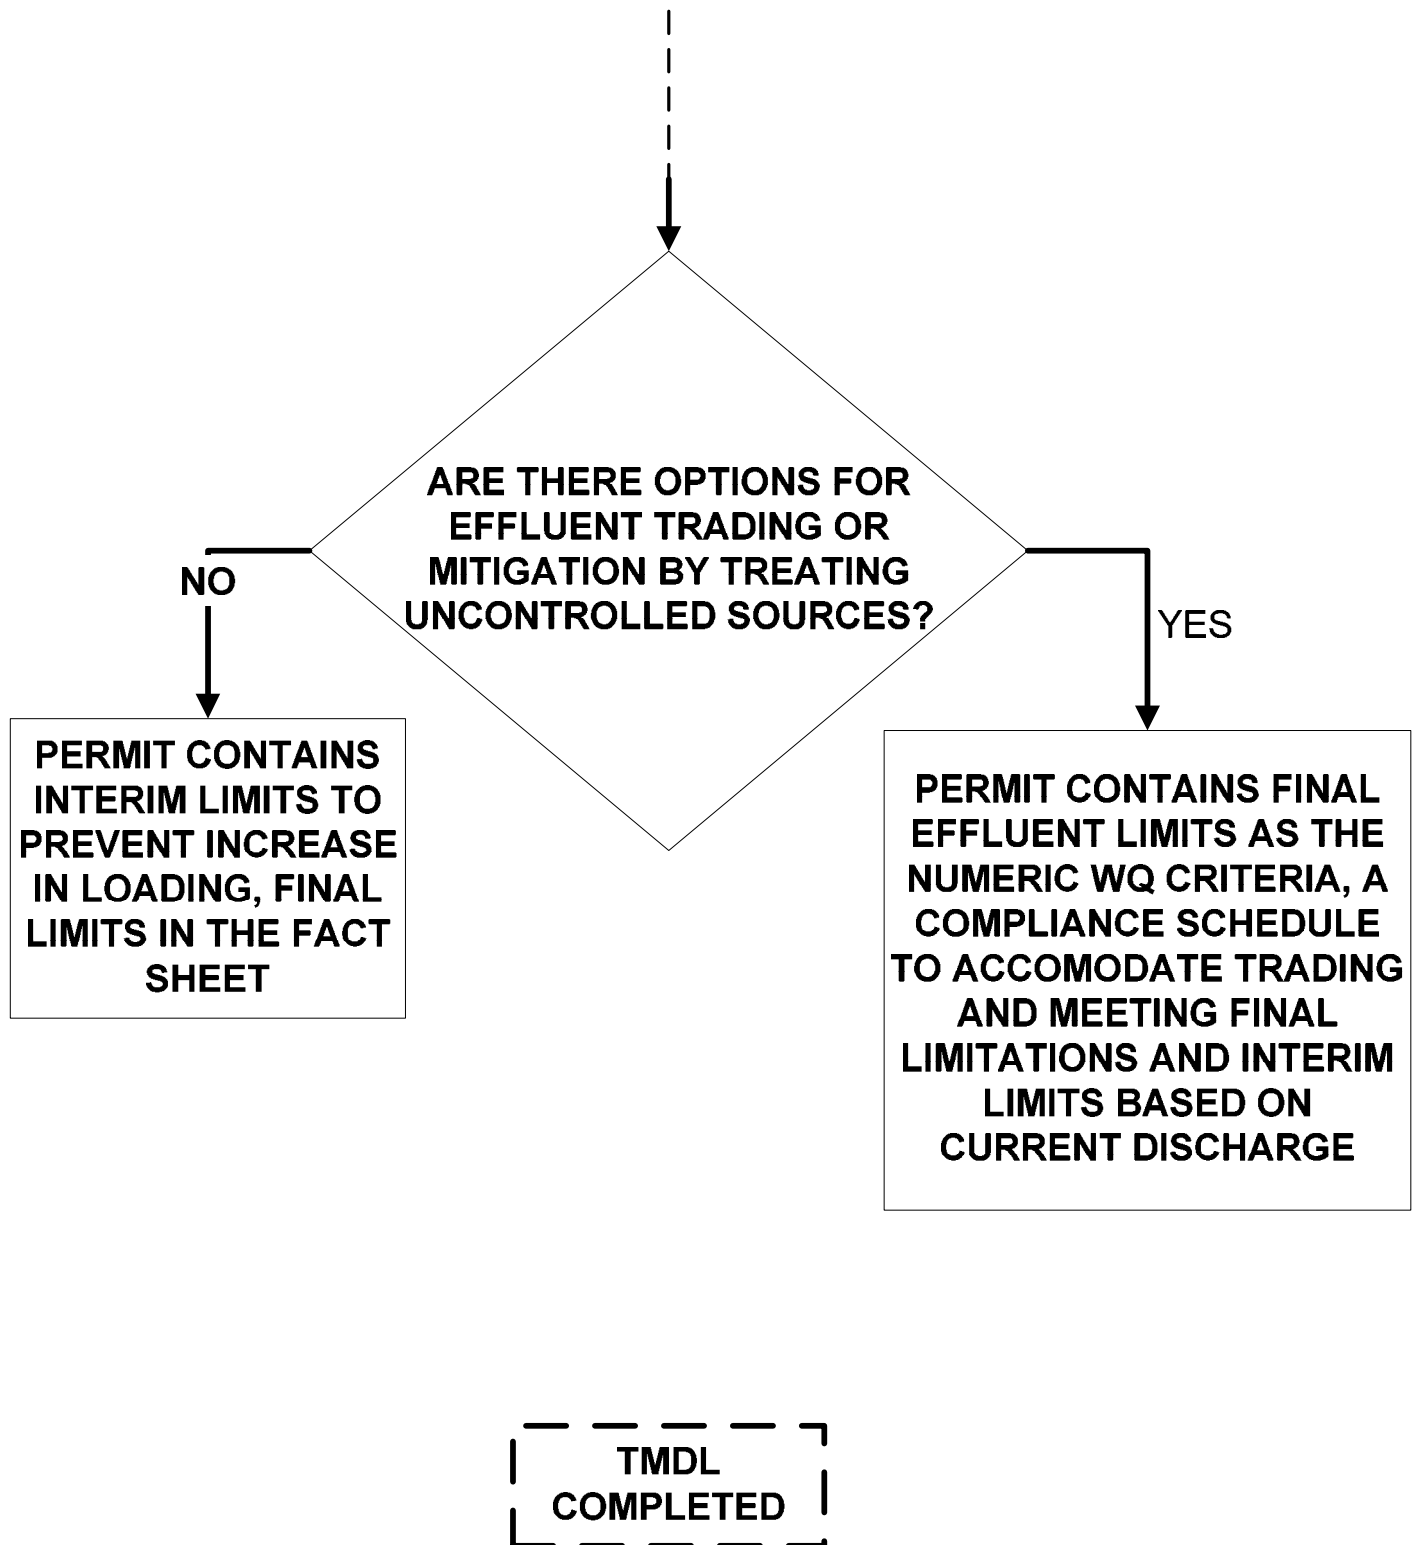 ARE THERE OPTIONS FOR
EFFLUENT TRADING OR
MITIGATION BY TREATING
UNCONTROLLED SOURCES?
NO
YES
PERMIT CONTAINS
INTERIM LIMITS TO
PREVENT INCREASE
IN LOADING, FINAL
LIMITS IN THE FACT
SHEET
PERMIT CONTAINS FINAL
EFFLUENT LIMITS AS THE
NUMERIC WQ CRITERIA, A
COMPLIANCE SCHEDULE
TO ACCOMODATE TRADING
AND MEETING FINAL
LIMITATIONS AND INTERIM
LIMITS BASED ON
CURRENT DISCHARGE
TMDL
COMPLETED